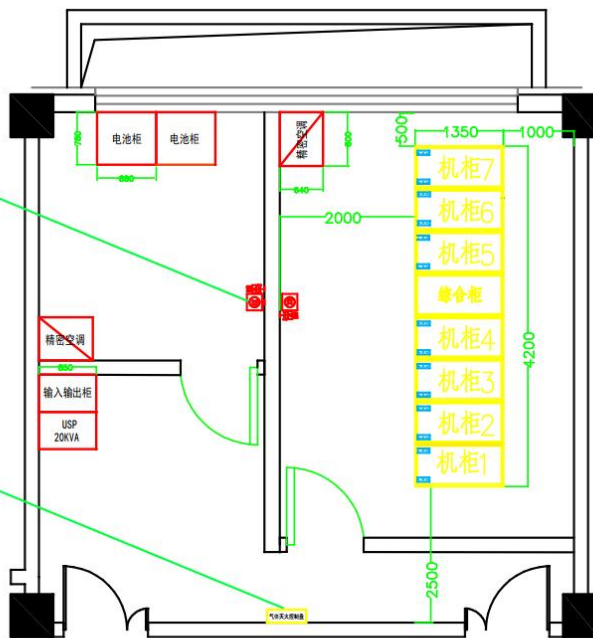 电池柜
电池柜
精密空调
780
880
800
640
500
1350
1000
机柜7
机柜6
2000
机柜5
综合柜
机柜4
4200
机柜3
机柜2
机柜1
精密空调
输入输出柜
USP
20KVA
2500
气体灭火控制盘